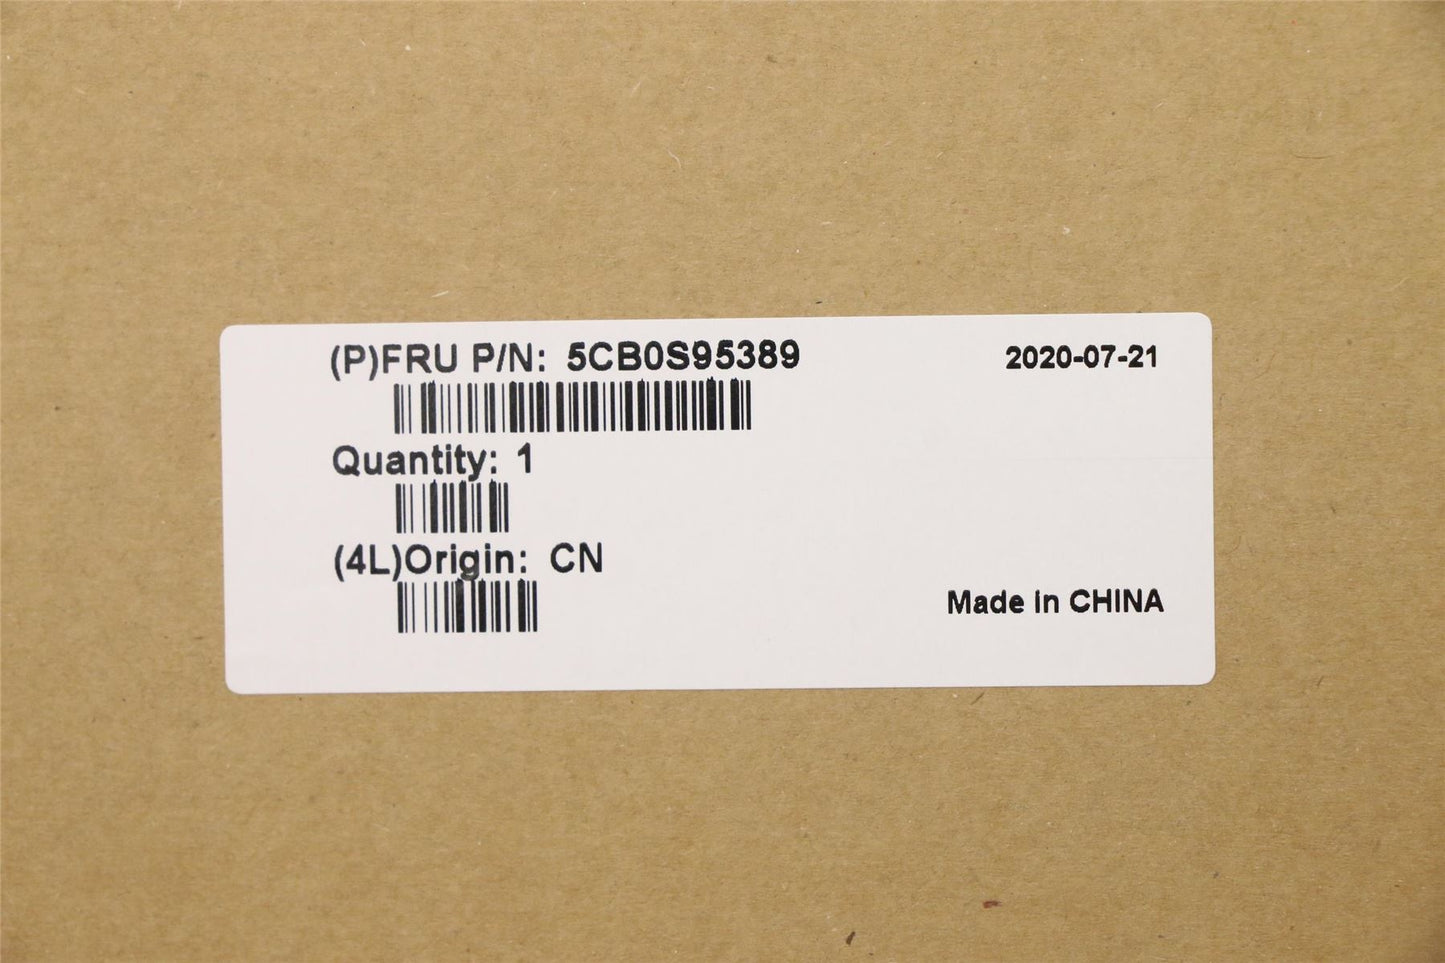 (P)FRU P/N: 5CB0S95389
2020-07-21
Quantity: 1
(4L)Origin: CN
Made in CHINA